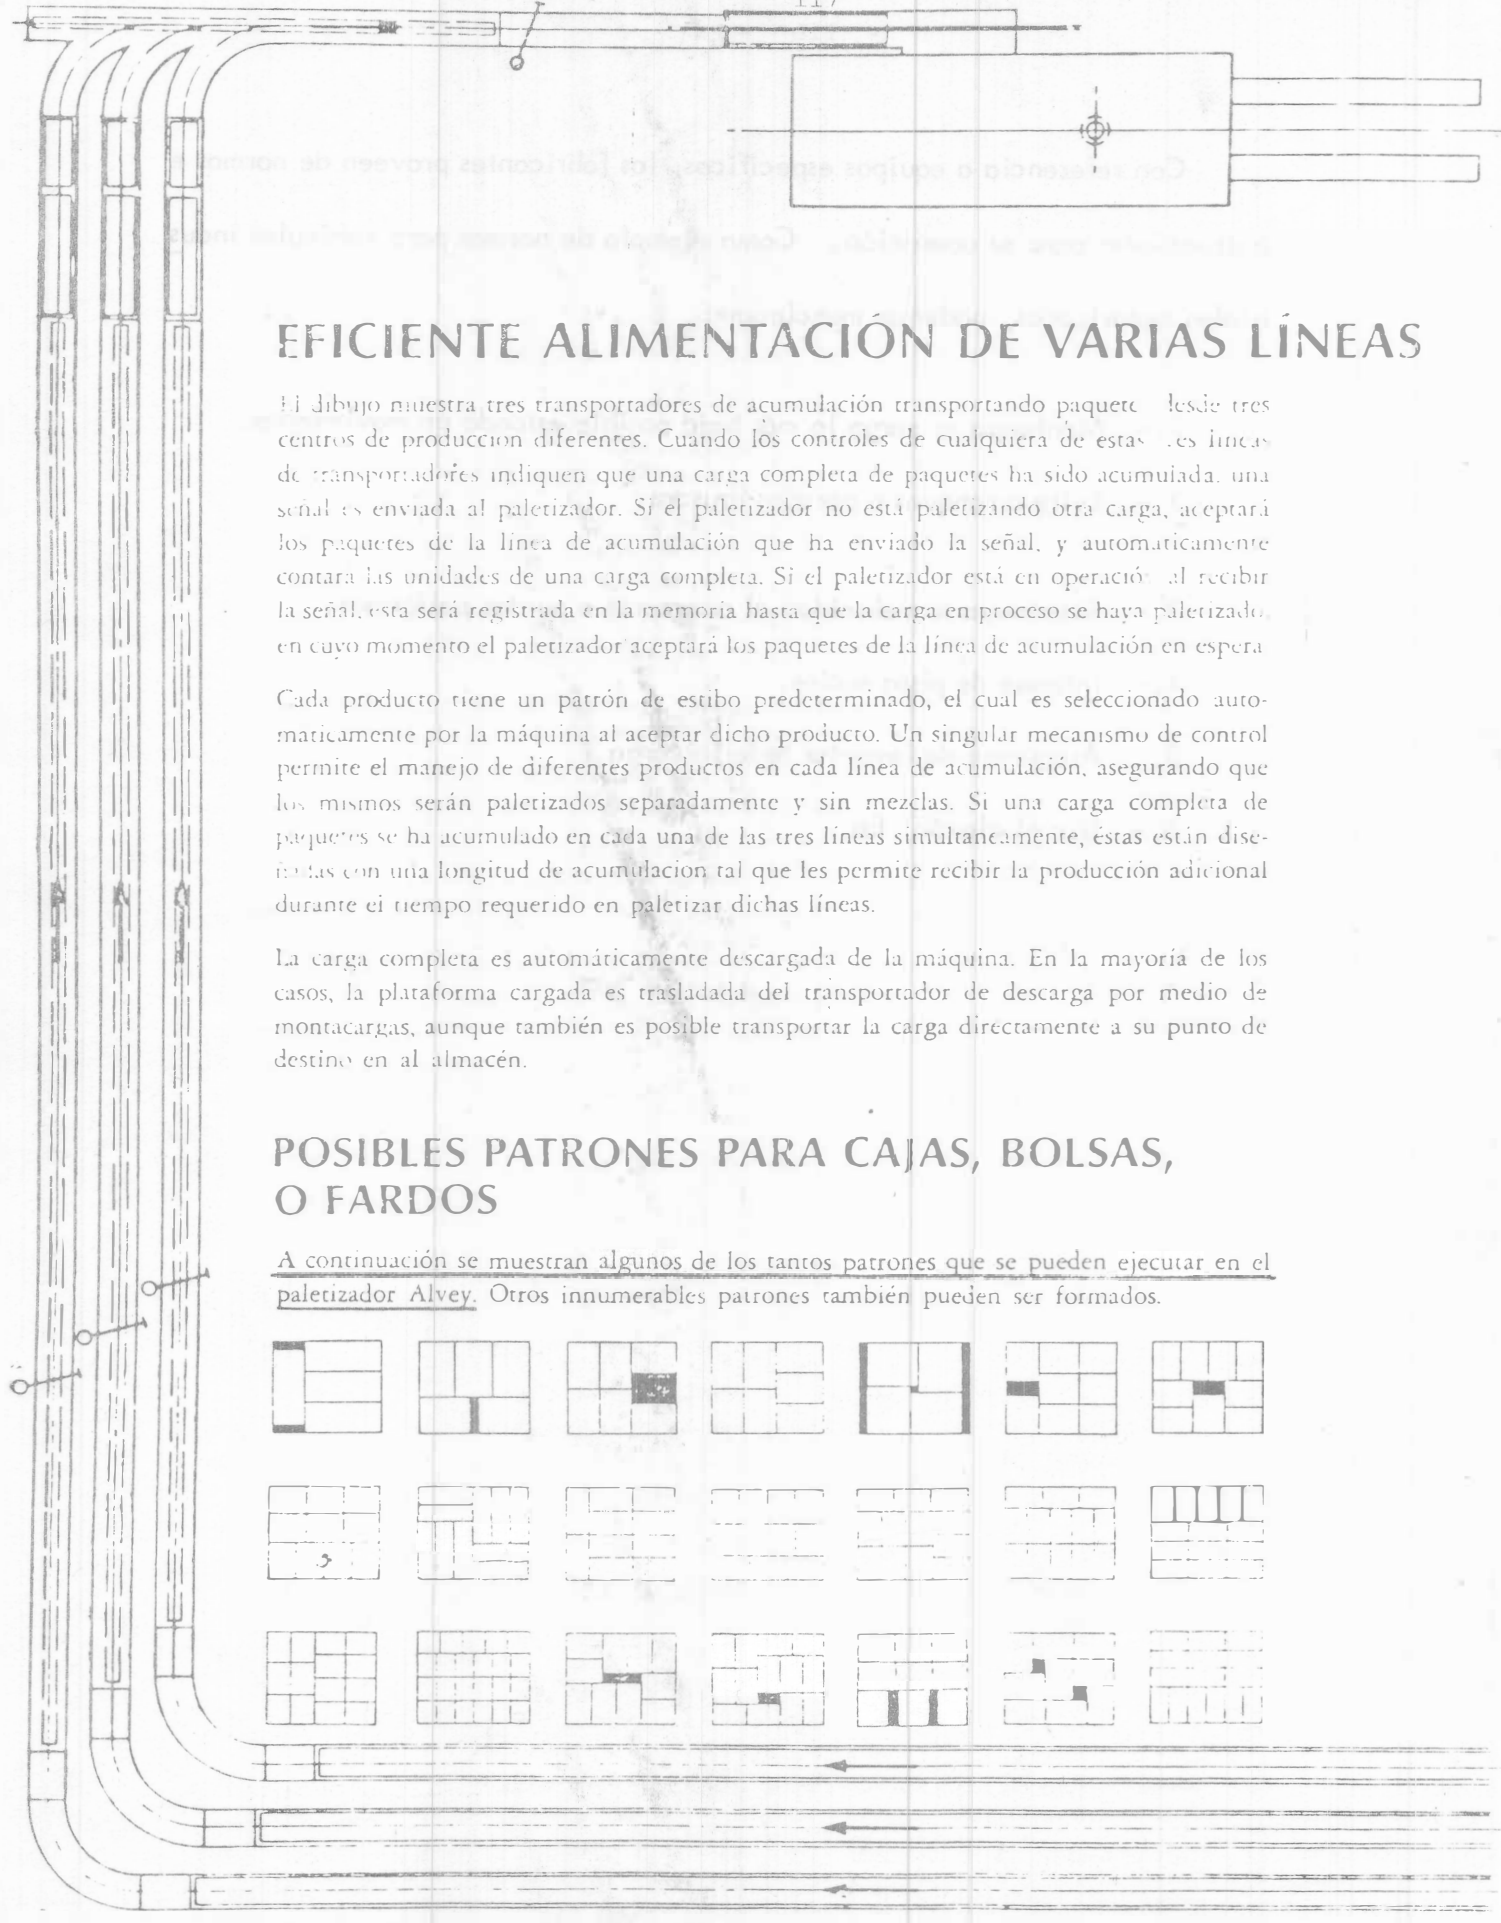 117
EFICIENTE ALIMENTACIÓN DE VARIAS LÍNEAS
El dibujo muestra tres transportadores de acumulación transportando paquete desde tres
centros de producción diferentes. Cuando los controles de cualquiera de estas líneas
de transportadores indiquen que una carga completa de paquetes ha sido acumulada, una
señal es enviada al paletizador. Si el paletizador no está paletizando otra carga, aceptará
los paquetes de la línea de acumulación que ha enviado la señal, y automaticamente
contara las unidades de una carga completa. Si el paletizador está en operación al recibir
la señal, esta será registrada en la memoria hasta que la carga en proceso se haya paletizado,
en cuyo momento el paletizador aceptará los paquetes de la línea de acumulación en espera
Cada producto tiene un patrón de estibo predeterminado, el cual es seleccionado auto-
maticamente por la máquina al aceptar dicho producto. Un singular mecanismo de control
permite el manejo de diferentes productos en cada línea de acumulación, asegurando que
los mismos serán paletizados separadamente y sin mezclas. Si una carga completa de
paquetes se ha acumulado en cada una de las tres lineas simultaneamente, éstas están dise-
ñadas con una longitud de acumulacion tal que les permite recibir la producción adicional
durante el tiempo requerido en paletizar dichas líneas.
La carga completa es automáticamente descargada de la máquina. En la mayoría de los
casos, la plataforma cargada es trasladada del transportador de descarga por medio de
montacargas, aunque también es posible transportar la carga directamente a su punto de
destino en al almacén.
POSIBLES PATRONES PARA CAJAS, BOLSAS,
O FARDOS
A continuación se muestran algunos de los tantos patrones que se pueden ejecutar en el
paletizador Alvey. Otros innumerables patrones también pueden ser formados.